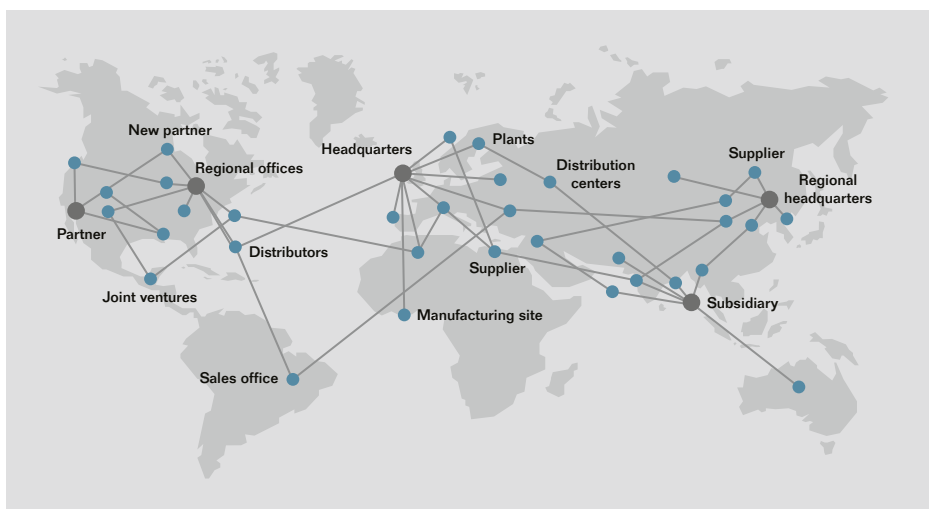 New partner
Headquarters
Plants
Regional offices
Distribution
centers
Supplier
Regional
headquarters
Partner
Distributors
Supplier
Joint ventures
Subsidiary
Manufacturing site
Sales office